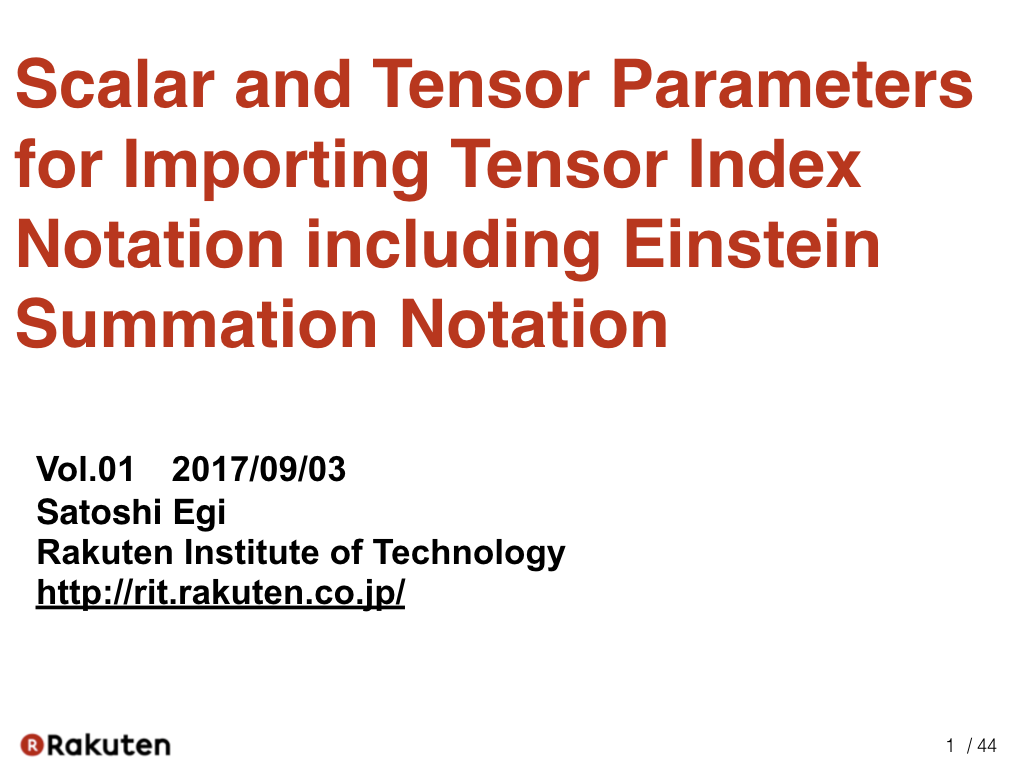 Scalar and Tensor Parameters
for Importing Tensor Index
Notation including Einstein
Summation Notation
Vol.01 2017/09/03
Satoshi Egi
Rakuten Institute of Technology
http://rit.rakuten.co.jp/
R Rakuten
1 / 44